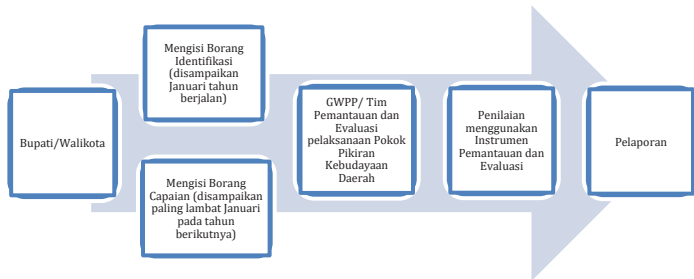 Bupati/Walikota
Mengisi Borang
Identifikasi
(disampaikan
Januari tahun
berjalan)
Mengisi Borang
Capaian (disampaikan
paling lambat Januari
pada tahun
berikutnya)
GWPP/ Tim
Pemantauan dan
Evaluasi
pelaksanaan Pokok
Pikiran
Kebudayaan
Daerah
Penilaian
menggunakan
Instrumen
Pemantauan dan
Evaluasi
Pelaporan